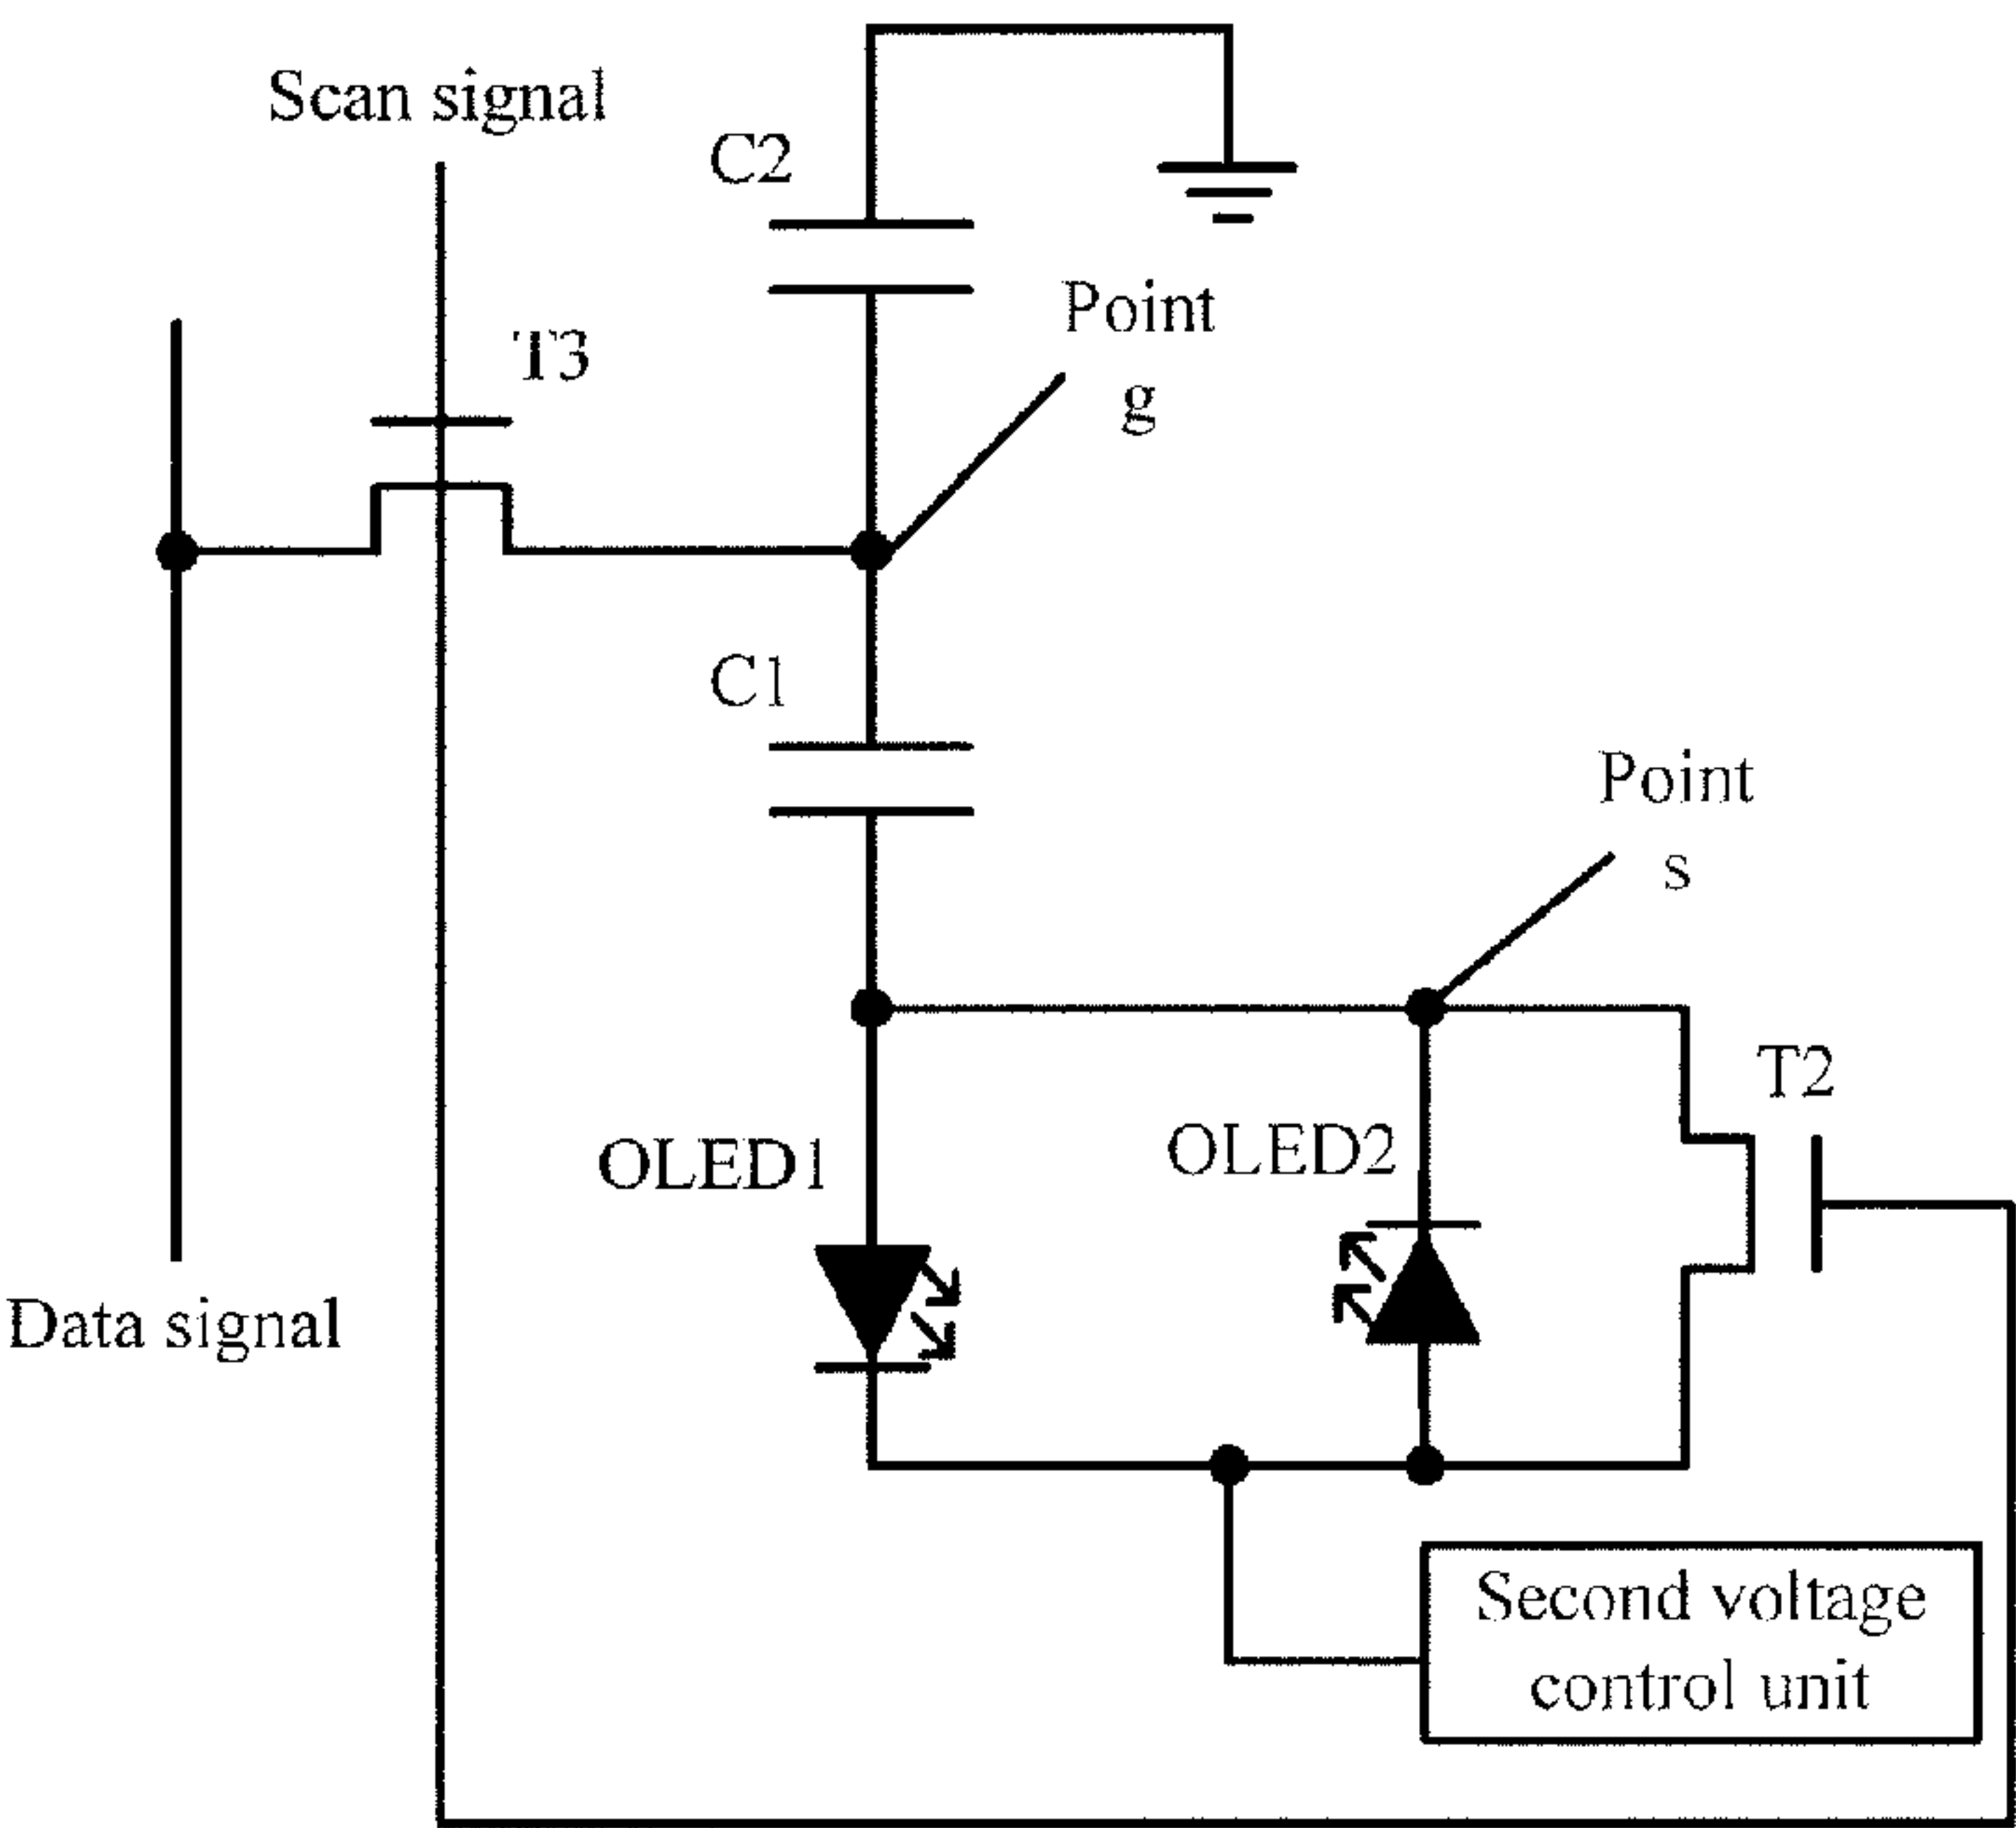 Scan signal
C2
Point
g
T3
C1
Point
s
T2
OLED1
OLED2
Data signal
Second voltage
control unit